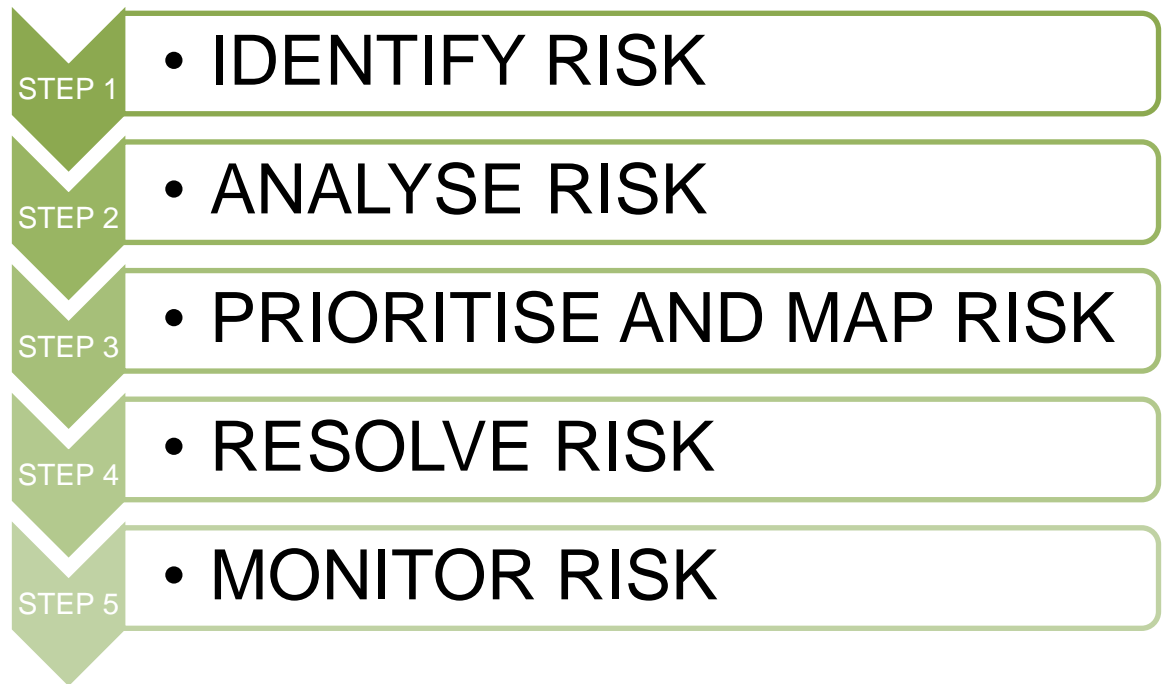 STEP 1
• IDENTIFY RISK
STEP 2
• ANALYSE RISK
STEP 3
• PRIORITISE AND MAP RISK
STEP 4
• RESOLVE RISK
STEP 5
• MONITOR RISK